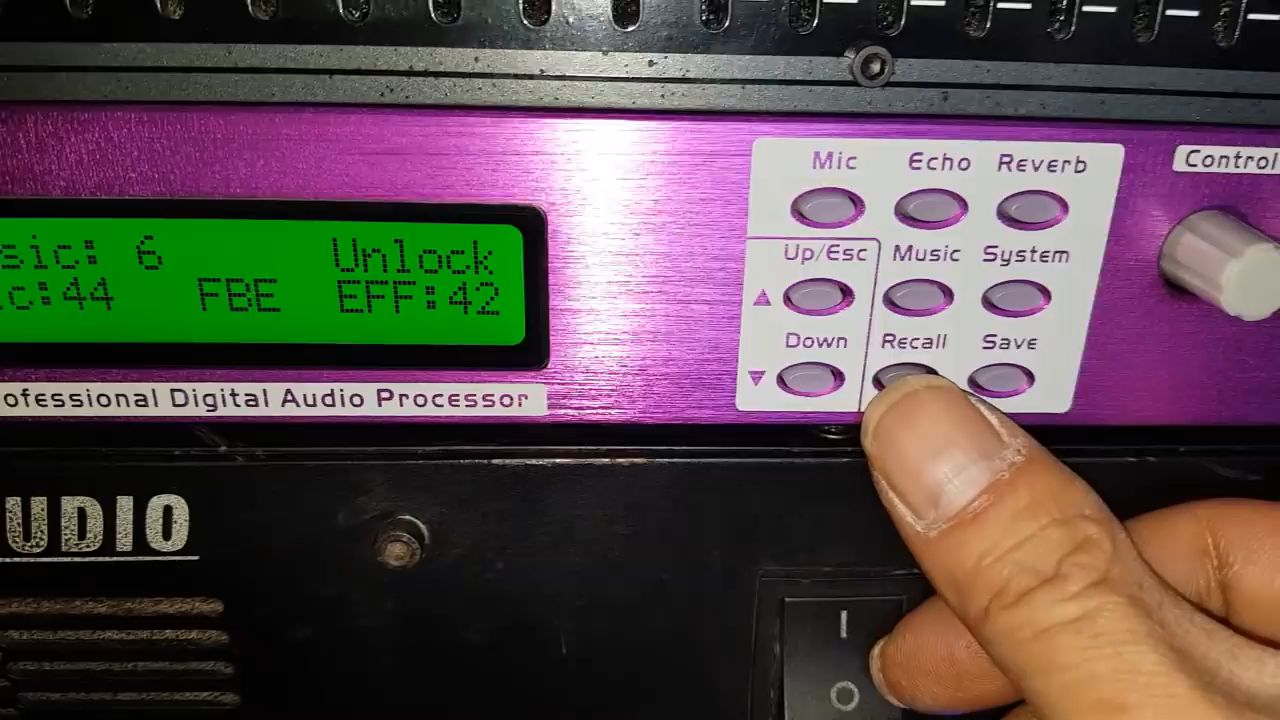 Mic Echo Reverb
Control
sic: 6 Unlock
Up/Esc Music System
c:44 FBE EFF:42
Down Recall Save
ofessional Digital Audio Processor
UDIO
I
O